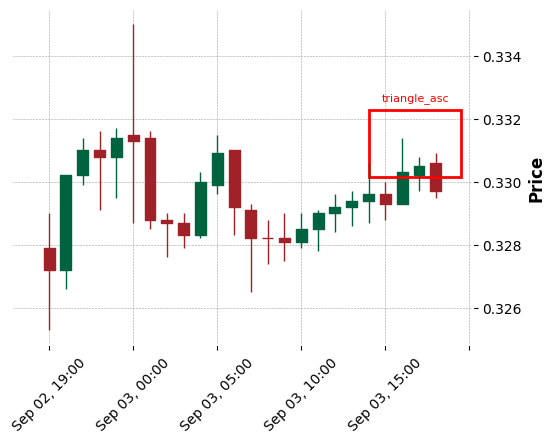 triangle_asc
0.334
0.332
0.330
0.328
0.326
Price
Sep 02, 19:00
Sep 03, 00:00
Sep 03, 05:00
Sep 03, 10:00
Sep 03, 15:00